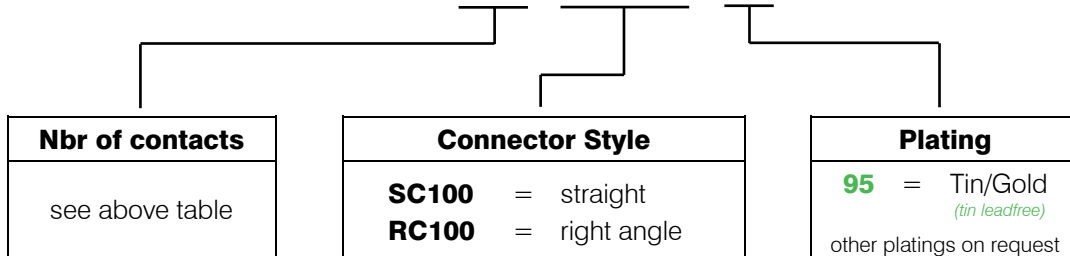 Nbr of contacts
see above table
Connector Style
SC100 = straight
RC100 = right angle
Plating
95 = Tin/Gold
(tin leadfree)
other platings on request